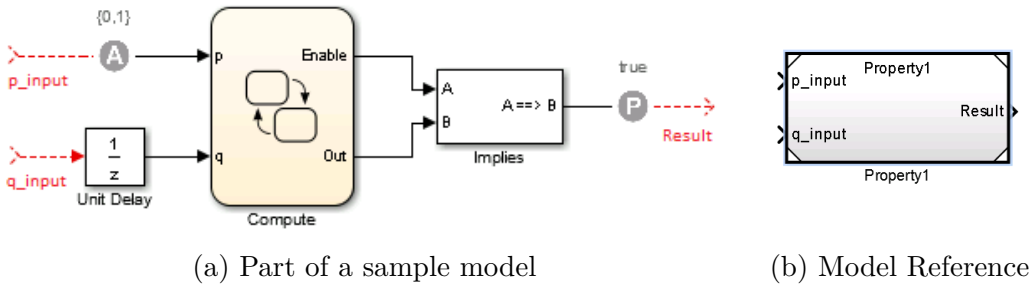 {0,1}
A
p_input
p
Enable
q_input
1
z
Unit Delay
q
Out
Compute
A
B
A ==> B
Implies
true
P
Result
Property1
p_input
Result
q_input
Property1
(a) Part of a sample model
(b) Model Reference